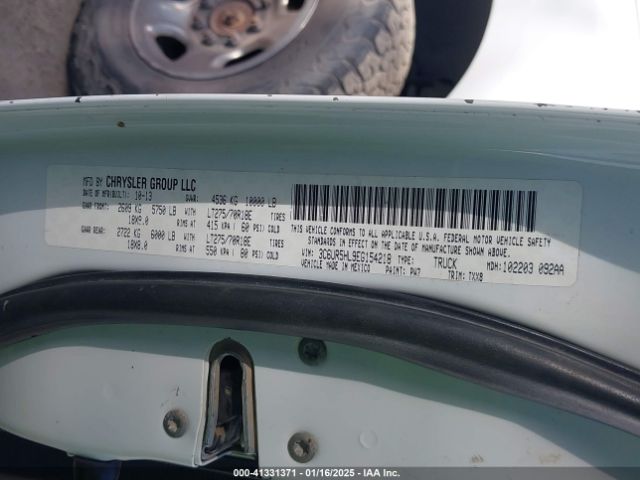 MFD BY CHRYSLER GROUP LLC
DATE OF MFR(BUILT): 10-13 GVWR: 4536 KG 10000 LB
GAWR FRONT: 2609 KG 5750 LB WITH LT275/70R18E TIRES
18X8.0 RIMS AT 415 KPA ( 60 PSI) COLD
GAWR REAR: 2722 KG 6000 LB WITH LT275/70R18E TIRES
18X8.0 RIMS AT 550 KPA ( 80 PSI) COLD
THIS VEHICLE CONFORMS TO ALL APPLICABLE U.S.A. FEDERAL MOTOR VEHICLE SAFETY
STANDARDS IN EFFECT ON THE DATE OF MANUFACTURE SHOWN ABOVE.
VIN: 3C6UR5HL9EG154218 TYPE: TRUCK MDH: 102203 092AA
VEHICLE MADE IN MEXICO PAINT: PW7 TRIM: TXX8
000-41331371 | 01/16/2025 | IAA Inc.